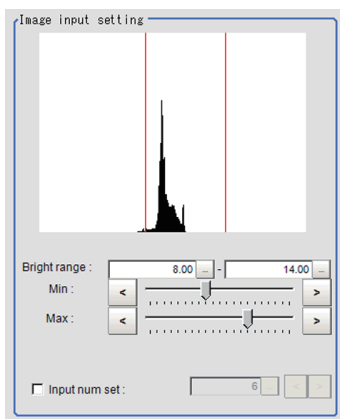 Image input setting
Bright range : 8.00 ... - 14.00 ...
Min : < >
Max : < >
Input num set : 6 ... < >